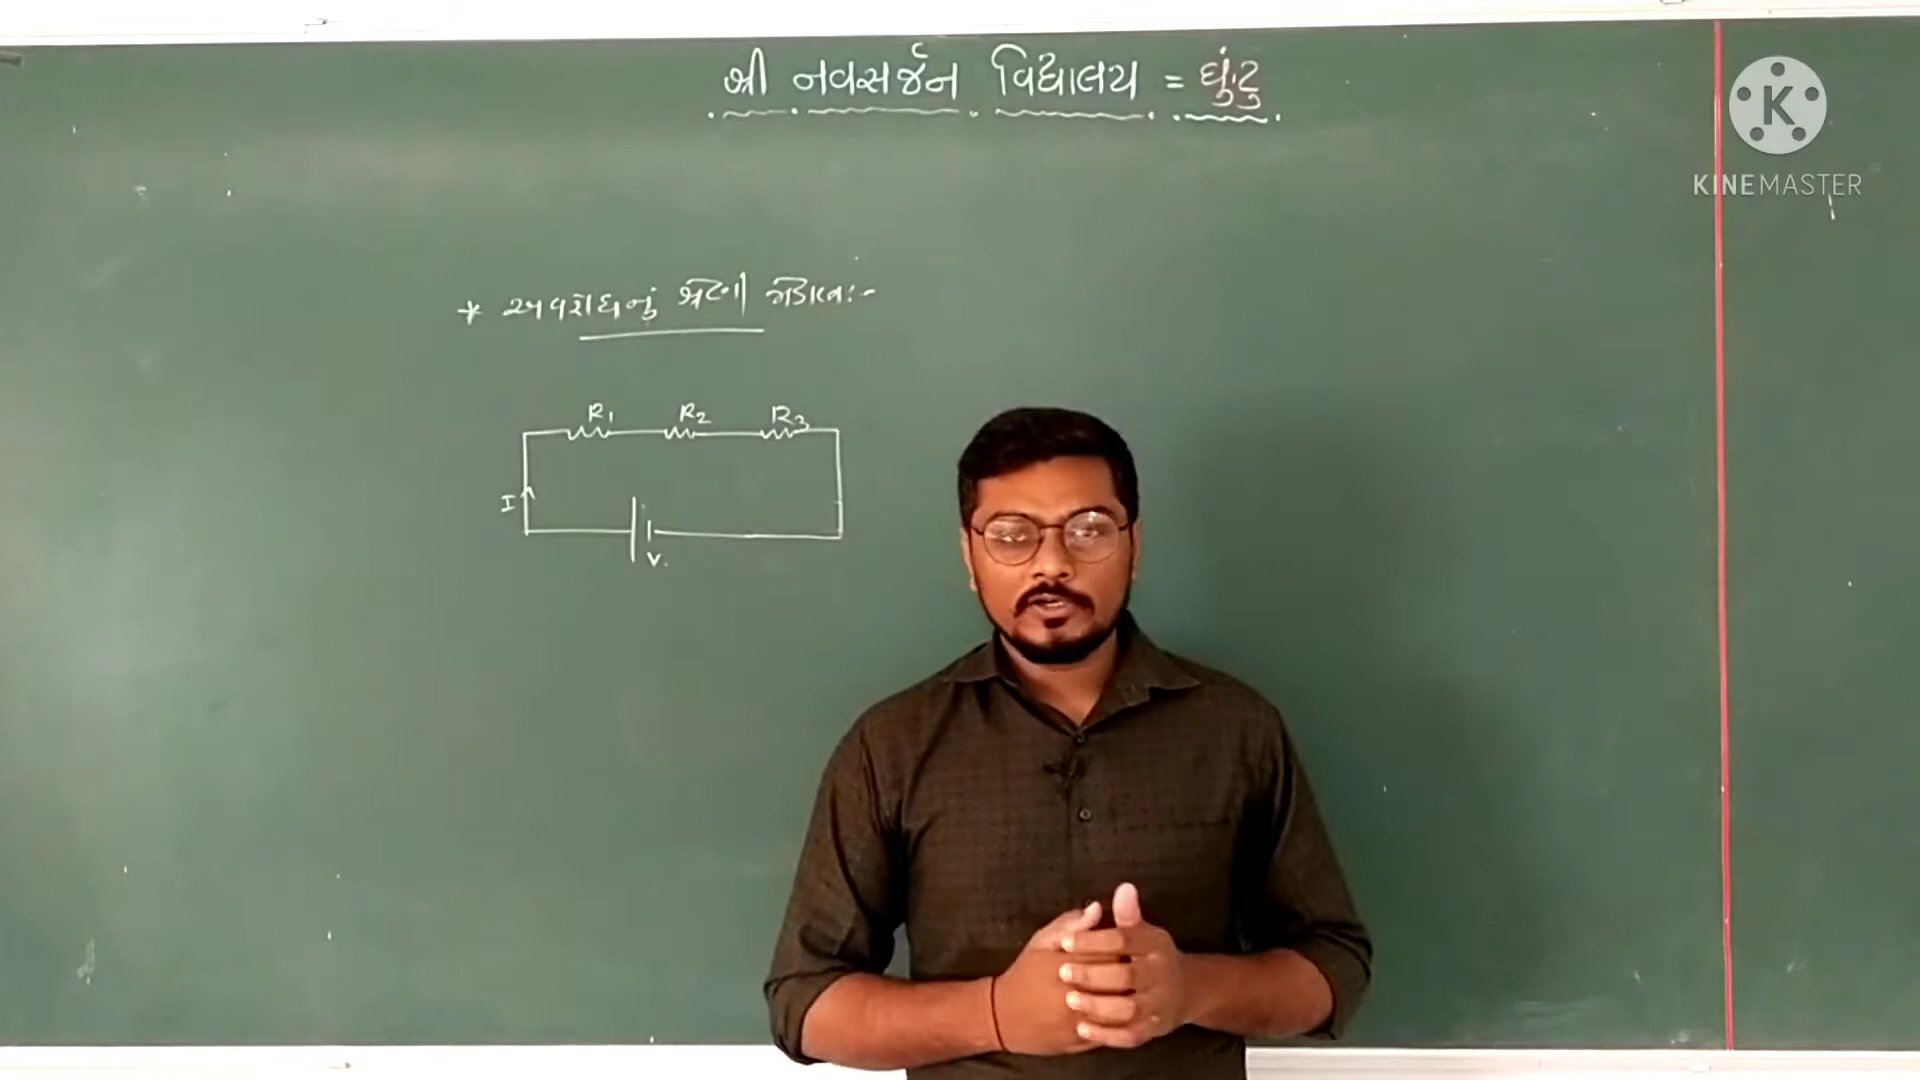 શ્રી નવસર્જન વિદ્યાલય = ઘુંટુ
KINEMASTER
* અવરોધનું શ્રેણી જોડાણ:-
R1 R2 R3
I
V.